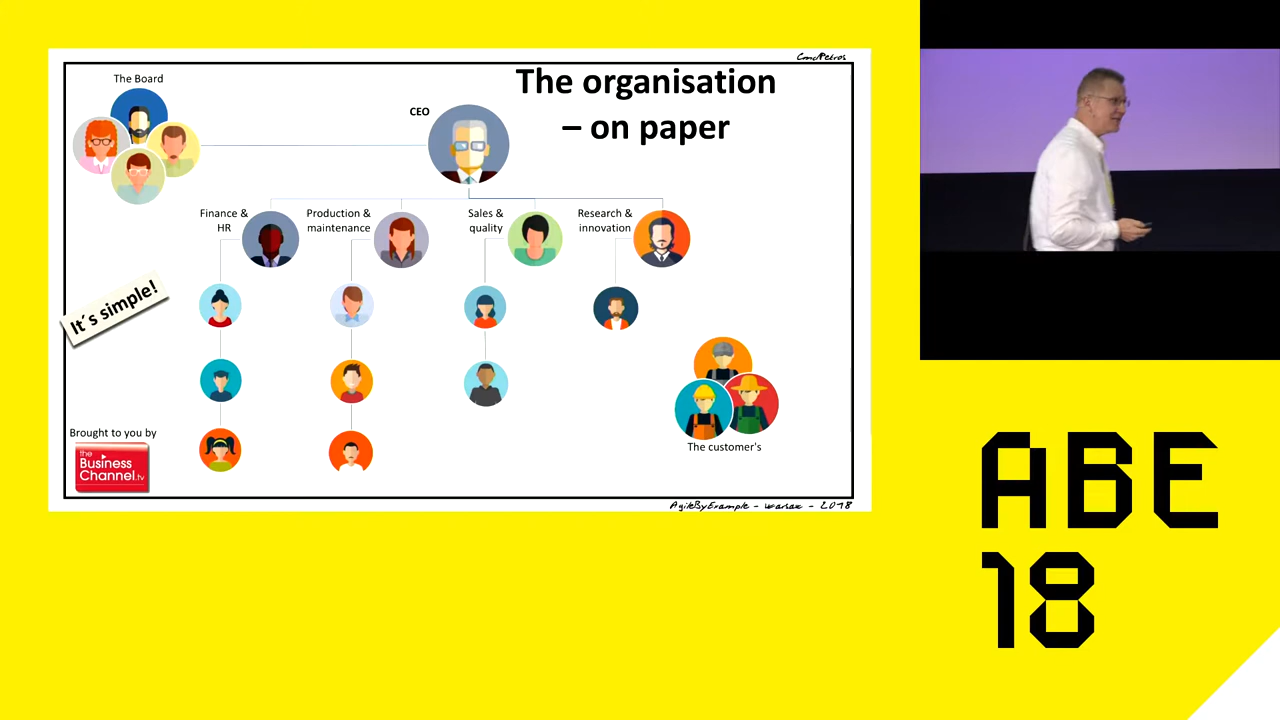 CmdPetros
The organisation
– on paper
The Board
CEO
Finance &
HR
Production &
maintenance
Sales &
quality
Research &
innovation
It´s simple!
The customer's
Brought to you by
the
Business
Channel.tv
AgileByExample - Warsaw - 2018
ABE
18